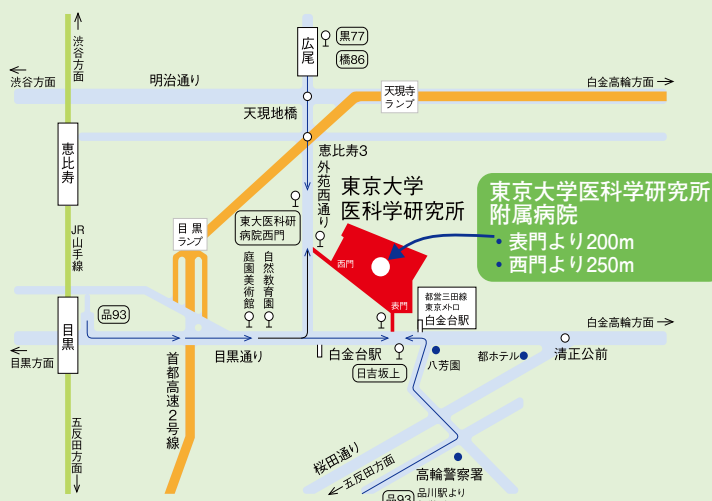 渋谷方面
渋谷方面
明治通り
広尾
黒77
橋86
天現寺
ランプ
白金高輪方面
天現地橋
恵比寿
恵比寿3
外苑西通り
東京大学
医科学研究所
東京大学医科学研究所
附属病院
・表門より200m
・西門より250m
東大医科研
病院西門
目黒
ランプ
JR山手線
西門
表門
庭園美術館
自然教育園
都営三田線
東京メトロ
白金台駅
品93
目黒
目黒方面
首都高速2号線
目黒通り
白金台駅
日吉坂上
八芳園
都ホテル
清正公前
白金高輪方面
五反田方面
桜田通り
五反田方面
高輪警察署
品93
品川駅より